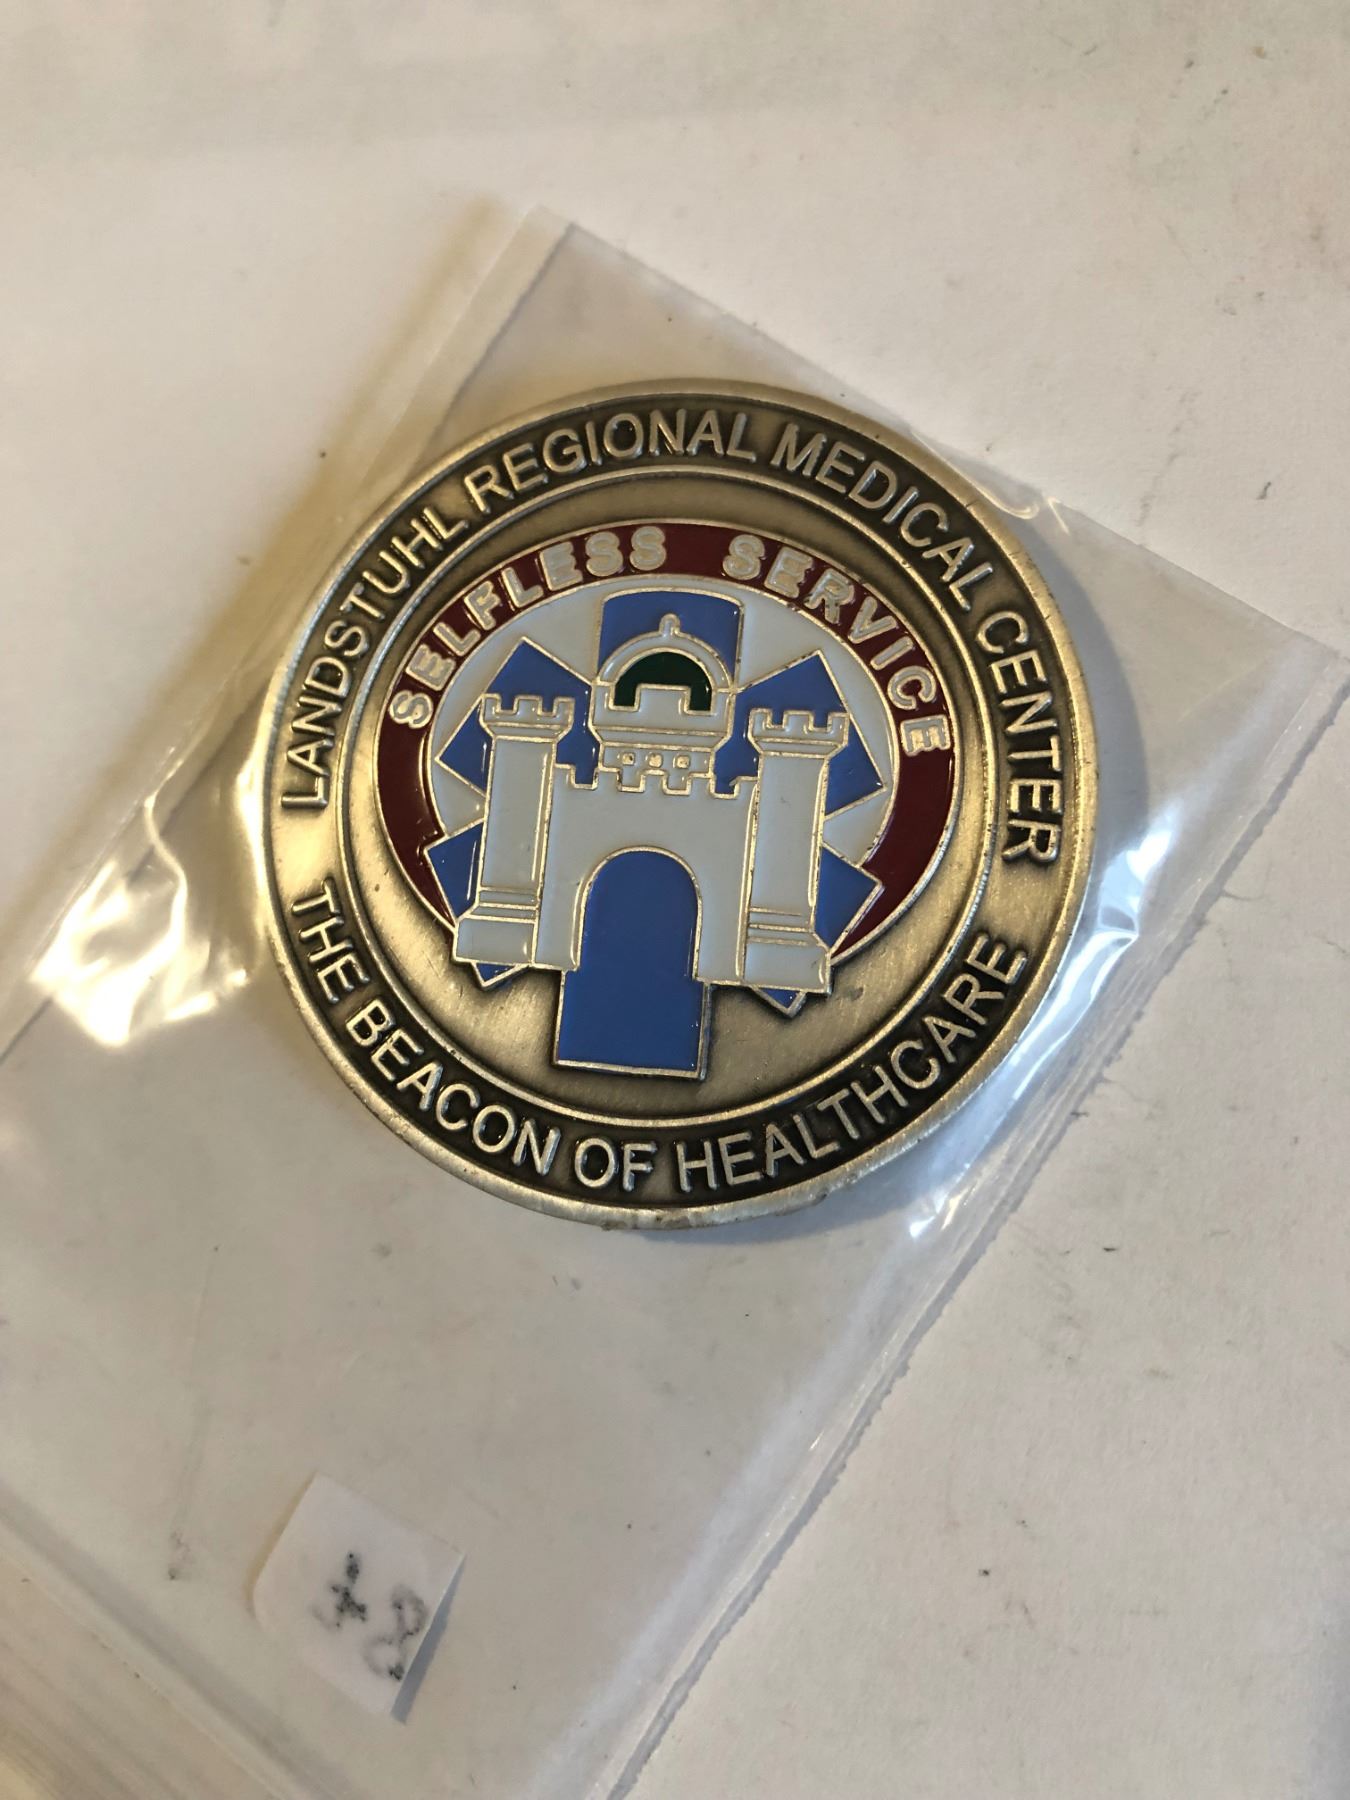 LANDSTUHL REGIONAL MEDICAL CENTER
SELFLESS SERVICE
THE BEACON OF HEALTHCARE